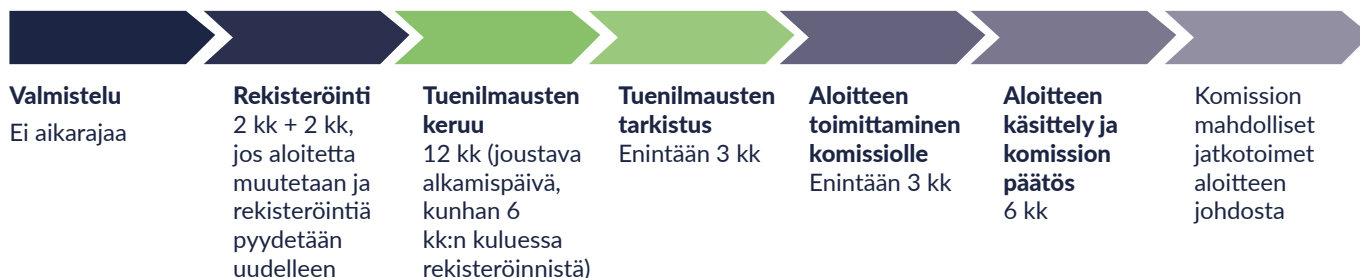 Valmistelu
Ei aikarajaa
Rekisteröinti
2 kk + 2 kk,
jos aloitetta
muutetaan ja
rekisteröintiä
pyydetään
uudelleen
Tuenilmausten
keruu
12 kk (joustava
alkamispäivä,
kunhan 6
kk:n kuluessa
rekisteröinnistä)
Tuenilmausten
tarkistus
Enintään 3 kk
Aloitteen
toimittaminen
komissiolle
Enintään 3 kk
Aloitteen
käsittely ja
komission
päätös
6 kk
Komission
mahdolliset
jatkotoimet
aloitteen
johdosta